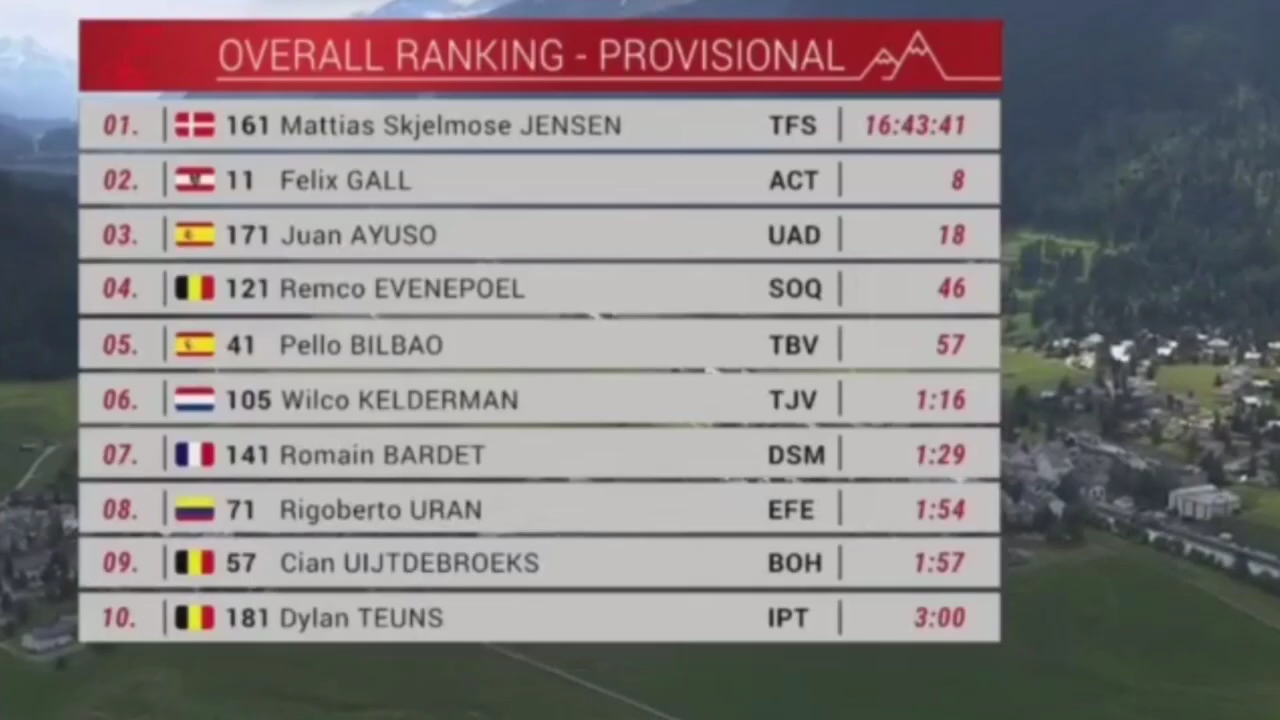 OVERALL RANKING - PROVISIONAL
01. 161 Mattias Skjelmose JENSEN TFS 16:43:41
02. 11 Felix GALL ACT 8
03. 171 Juan AYUSO UAD 18
04. 121 Remco EVENEPOEL SOQ 46
05. 41 Pello BILBAO TBV 57
06. 105 Wilco KELDERMAN TJV 1:16
07. 141 Romain BARDET DSM 1:29
08. 71 Rigoberto URAN EFE 1:54
09. 57 Cian UIJTDEBROEKS BOH 1:57
10. 181 Dylan TEUNS IPT 3:00